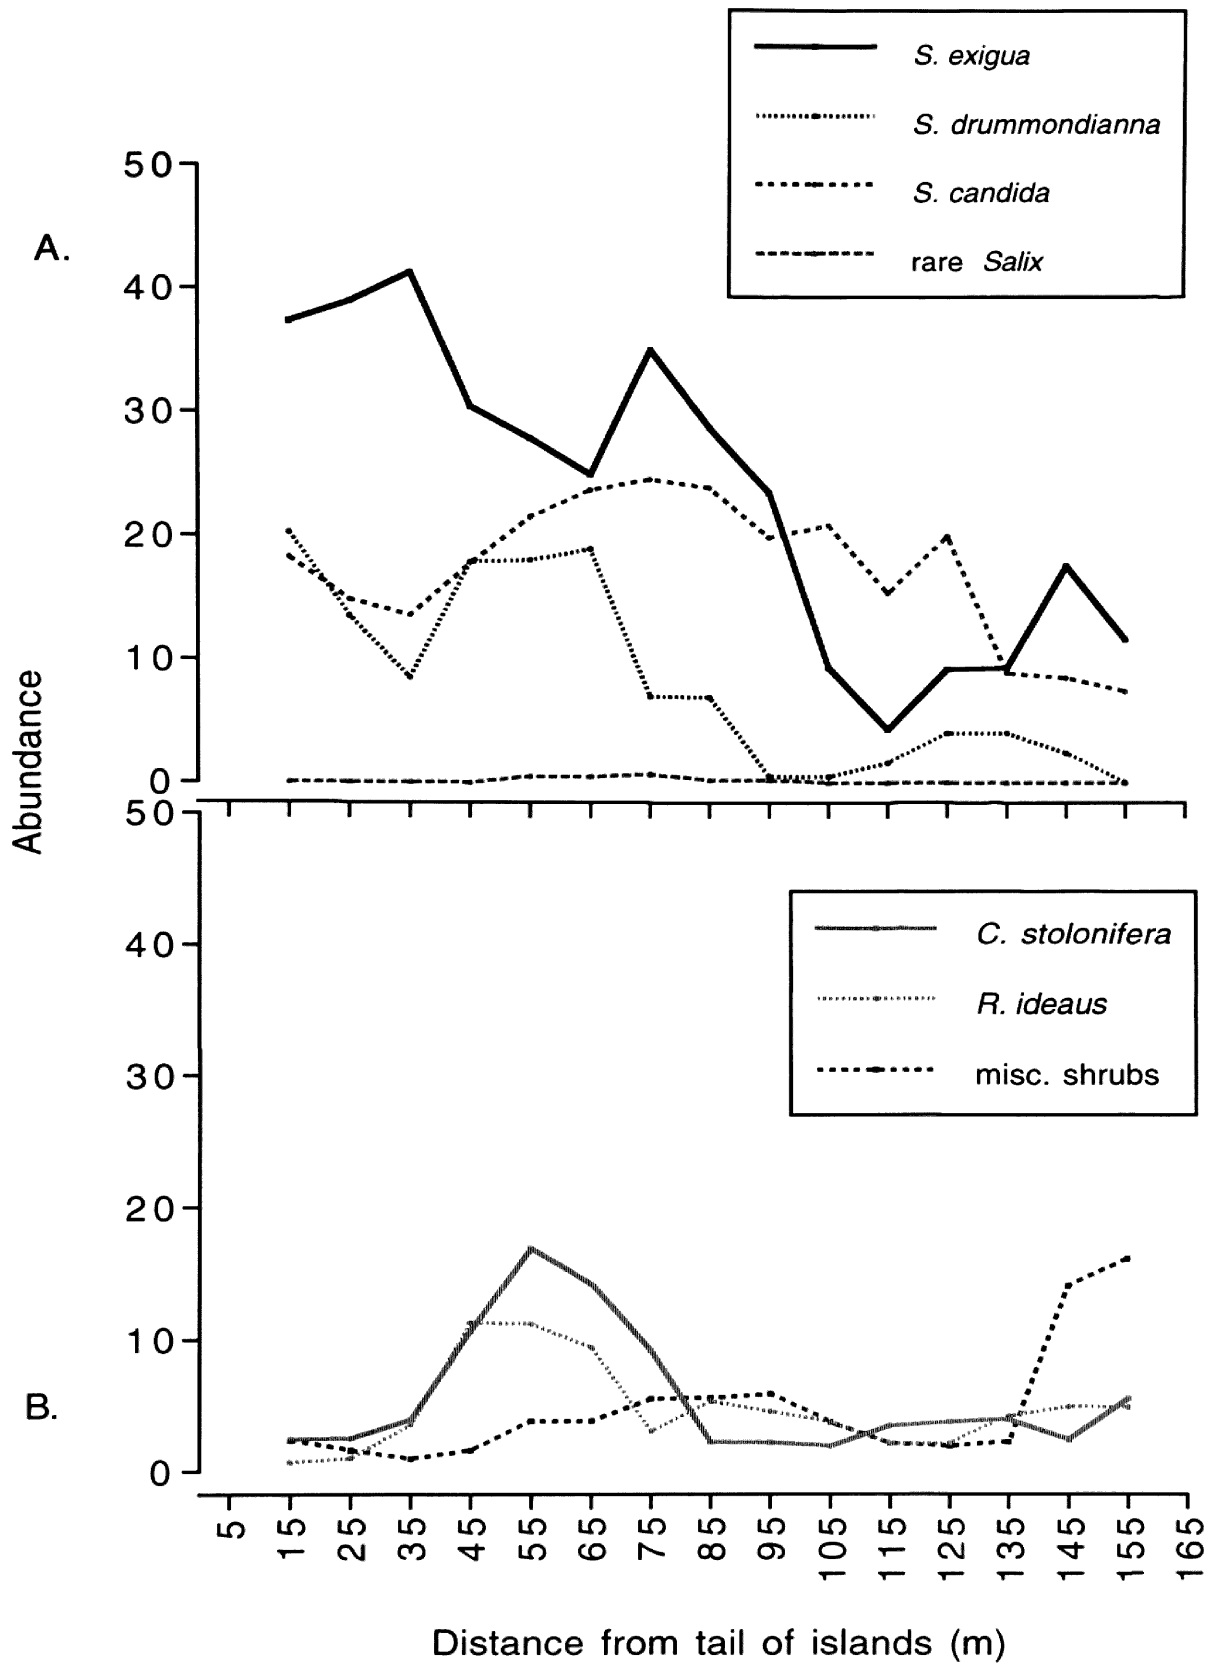 S. exigua
S. drummondianna
S. candida
rare Salix
A.
50
40
30
20
10
0
Abundance
50
40
30
20
10
0
B.
C. stolonifera
R. ideaus
misc. shrubs
5 15 25 35 45 55 65 75 85 95 105 115 125 135 145 155 165
Distance from tail of islands (m)